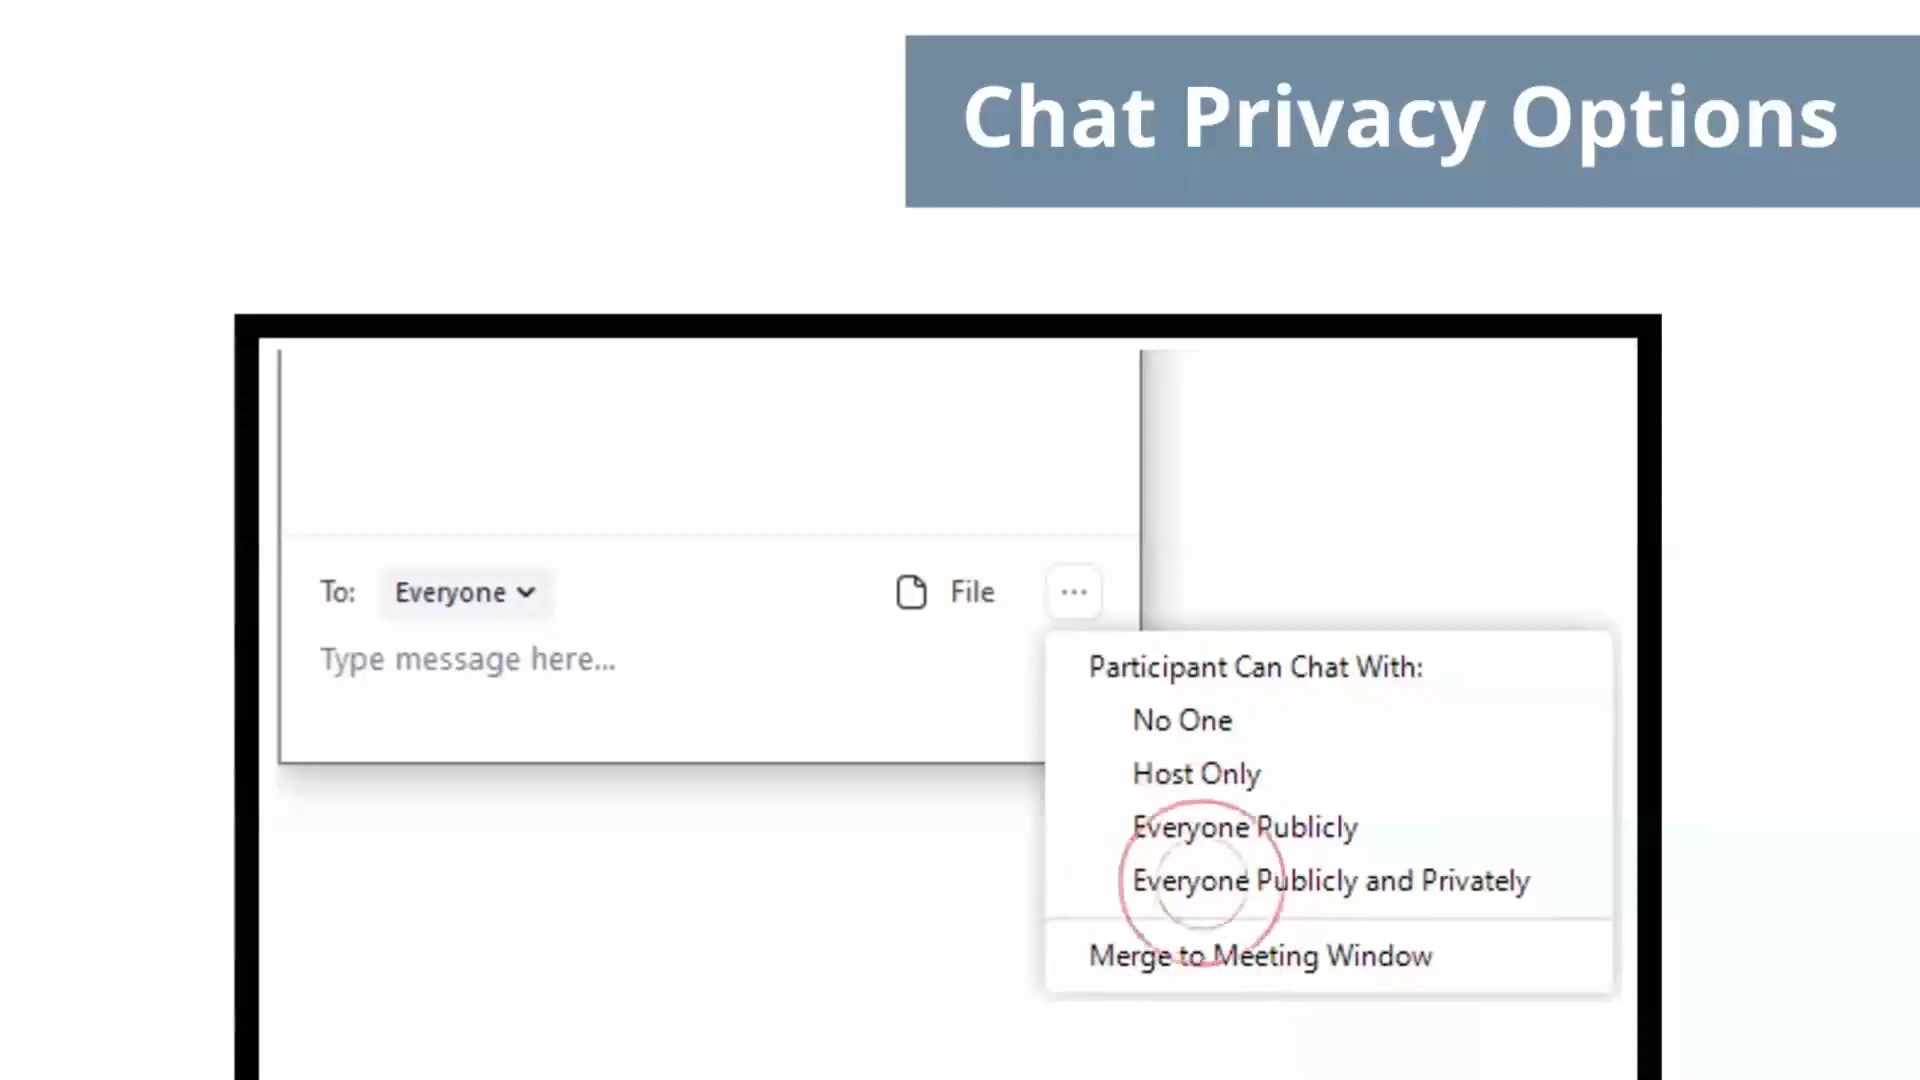 Chat Privacy Options
To: Everyone File ...
Type message here...
Participant Can Chat With:
No One
Host Only
Everyone Publicly
Everyone Publicly and Privately
Merge to Meeting Window